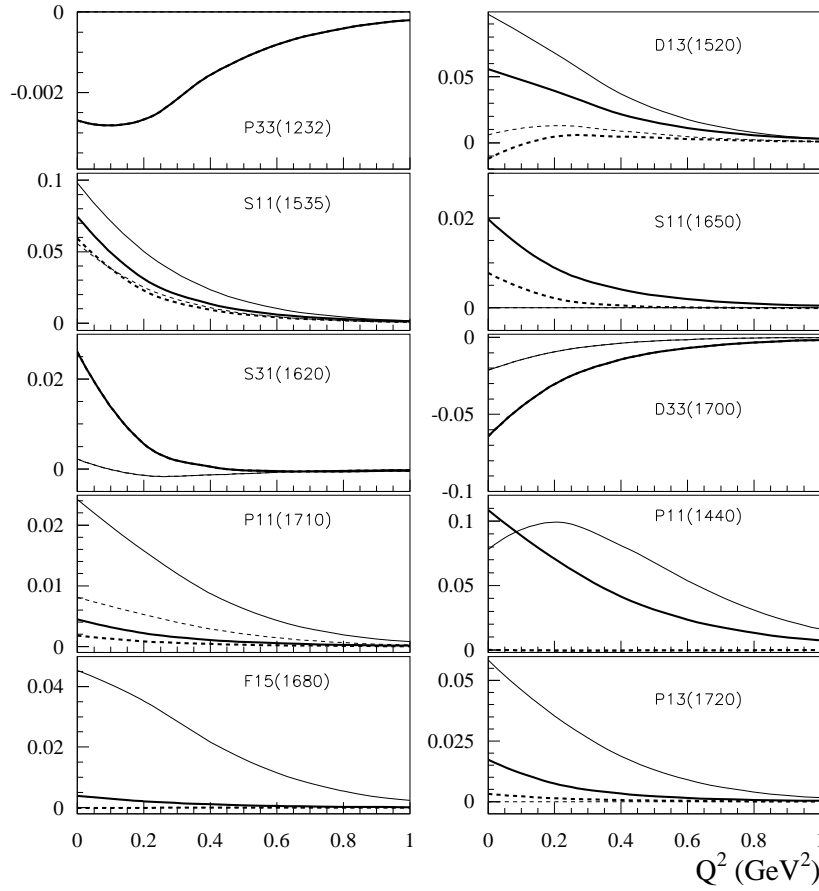 0
-0.002
P33(1232)
0.05
0
D13(1520)
0.1
0.05
0
S11(1535)
0.02
0
S11(1650)
0.02
0
S31(1620)
0
-0.05
-0.1
D33(1700)
0.02
0.01
0
P11(1710)
0.1
0.05
0
P11(1440)
0.04
0.02
0
F15(1680)
0.05
0.025
0
P13(1720)
0 0.2 0.4 0.6 0.8 1
0 0.2 0.4 0.6 0.8 1
Q² (GeV²)